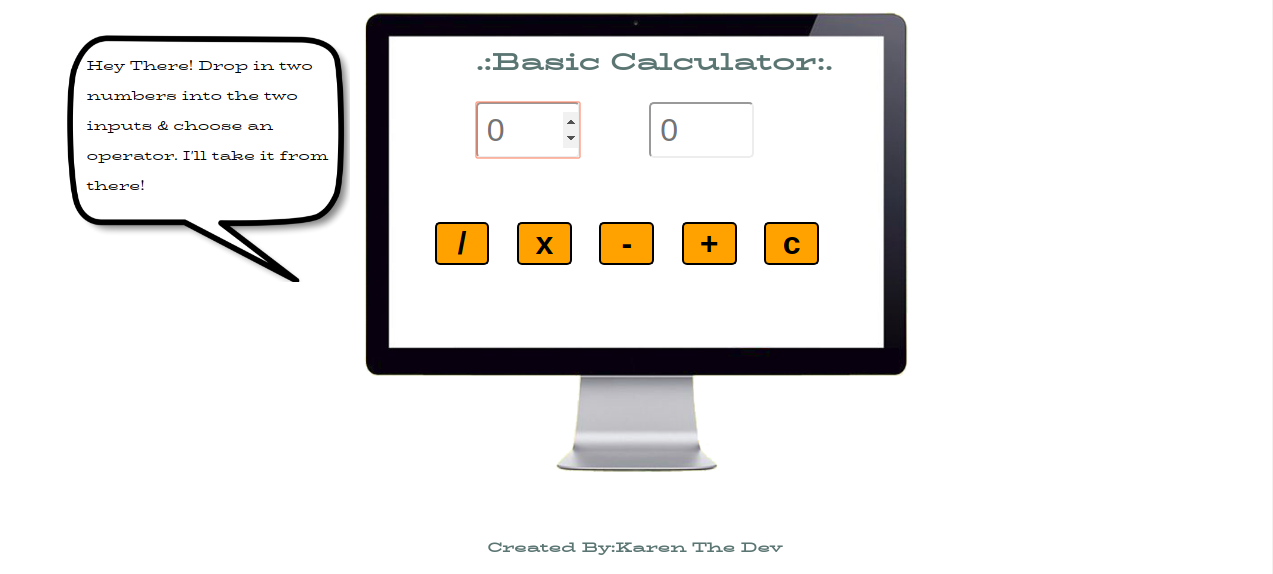 Hey There! Drop in two
numbers into the two
inputs & choose an
operator. I'll take it from
there!
.:Basic Calculator:.
0 0
/ x - + c
Created By:Karen The Dev